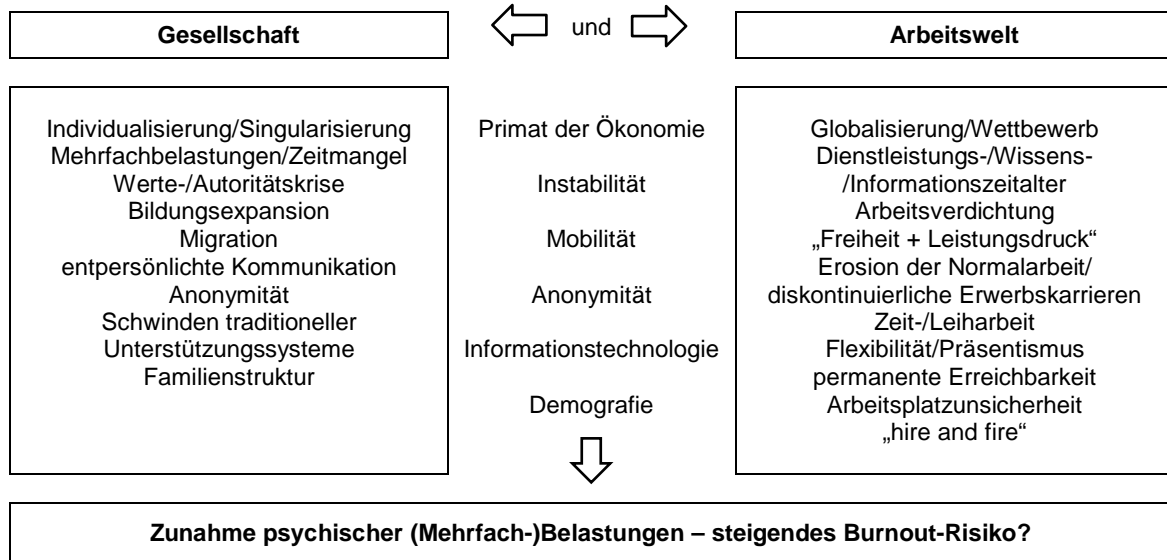 Gesellschaft
und
Arbeitswelt
Individualisierung/Singularisierung
Mehrfachbelastungen/Zeitmangel
Werte-/Autoritätskrise
Bildungsexpansion
Migration
entpersönlichte Kommunikation
Anonymität
Schwinden traditioneller
Unterstützungssysteme
Familienstruktur
Primat der Ökonomie
Instabilität
Mobilität
Anonymität
Informationstechnologie
Demografie
Globalisierung/Wettbewerb
Dienstleistungs-/Wissens-
/Informationszeitalter
Arbeitsverdichtung
„Freiheit + Leistungsdruck“
Erosion der Normalarbeit/
diskontinuierliche Erwerbskarrieren
Zeit-/Leiharbeit
Flexibilität/Präsentismus
permanente Erreichbarkeit
Arbeitsplatzunsicherheit
„hire and fire“
Zunahme psychischer (Mehrfach-)Belastungen – steigendes Burnout-Risiko?